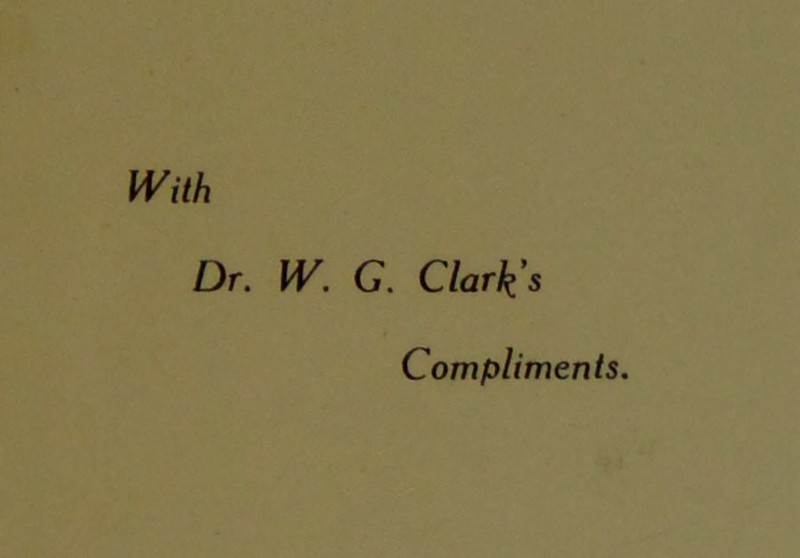 With
Dr. W. G. Clark's
Compliments.